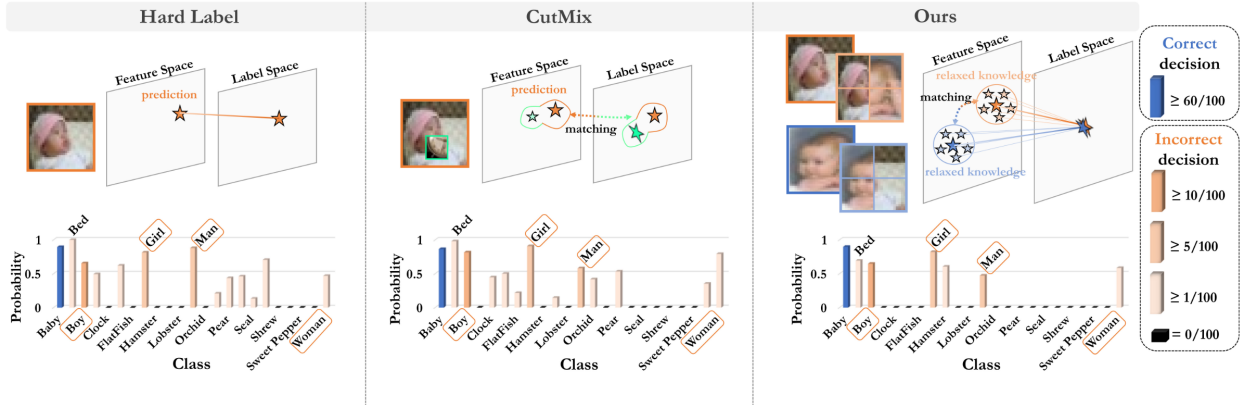 Hard Label
CutMix
Ours
Feature Space
Label Space
prediction
Feature Space
Label Space
prediction
matching
Feature Space
Label Space
relaxed knowledge
matching
relaxed knowledge
Correct
decision
≥ 60/100
Incorrect
decision
≥ 10/100
≥ 5/100
≥ 1/100
= 0/100
Probability
1
0.5
0
Bed
Girl
Man
Baby
Boy
Clock
FlatFish
Hamster
Lobster
Orchid
Pear
Seal
Shrew
Sweet Pepper
Woman
Class
Probability
1
0.5
0
Bed
Girl
Man
Baby
Boy
Clock
FlatFish
Hamster
Lobster
Orchid
Pear
Seal
Shrew
Sweet Pepper
Woman
Class
Probability
1
0.5
0
Bed
Girl
Man
Baby
Boy
Clock
FlatFish
Hamster
Lobster
Orchid
Pear
Seal
Shrew
Sweet Pepper
Woman
Class